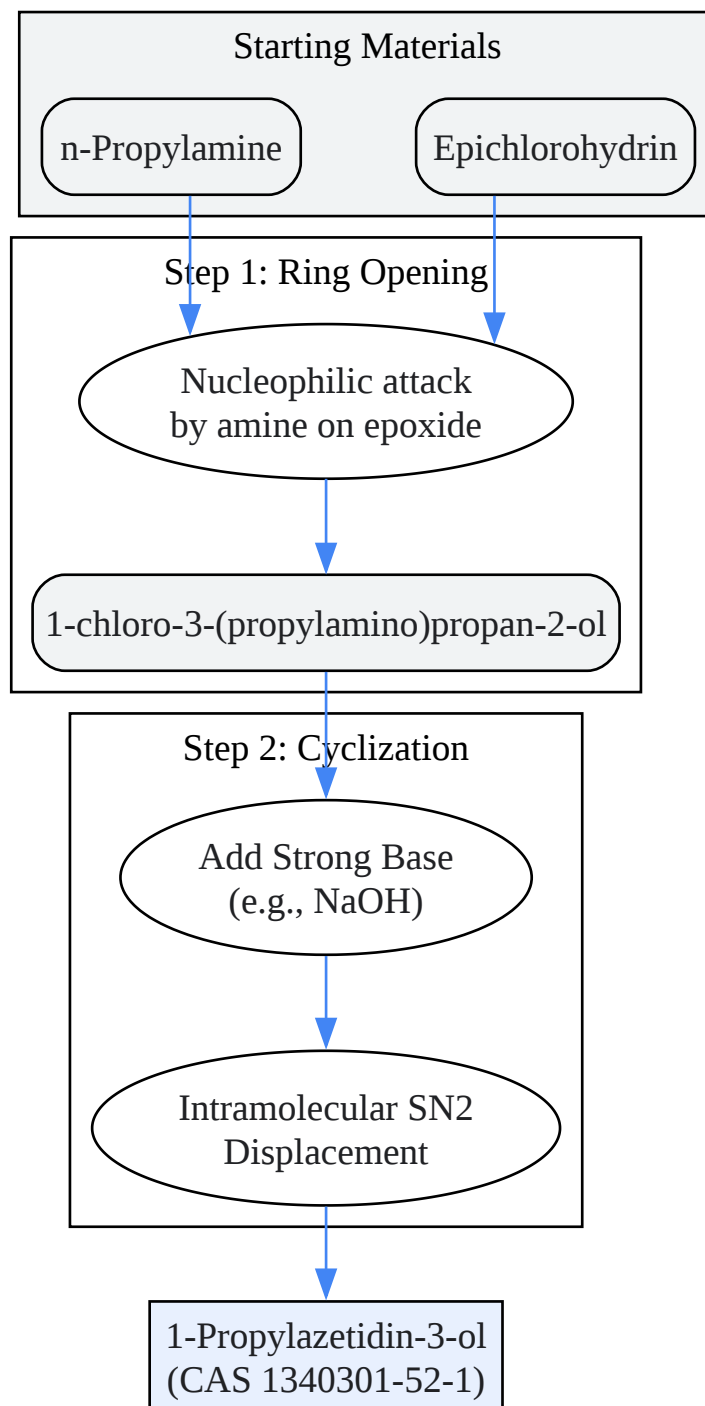 Starting Materials
n-Propylamine
Epichlorohydrin
Step 1: Ring Opening
Nucleophilic attack
by amine on epoxide
1-chloro-3-(propylamino)propan-2-ol
Step 2: Cyclization
Add Strong Base
(e.g., NaOH)
Intramolecular SN2
Displacement
1-Propylazetidin-3-ol
(CAS 1340301-52-1)